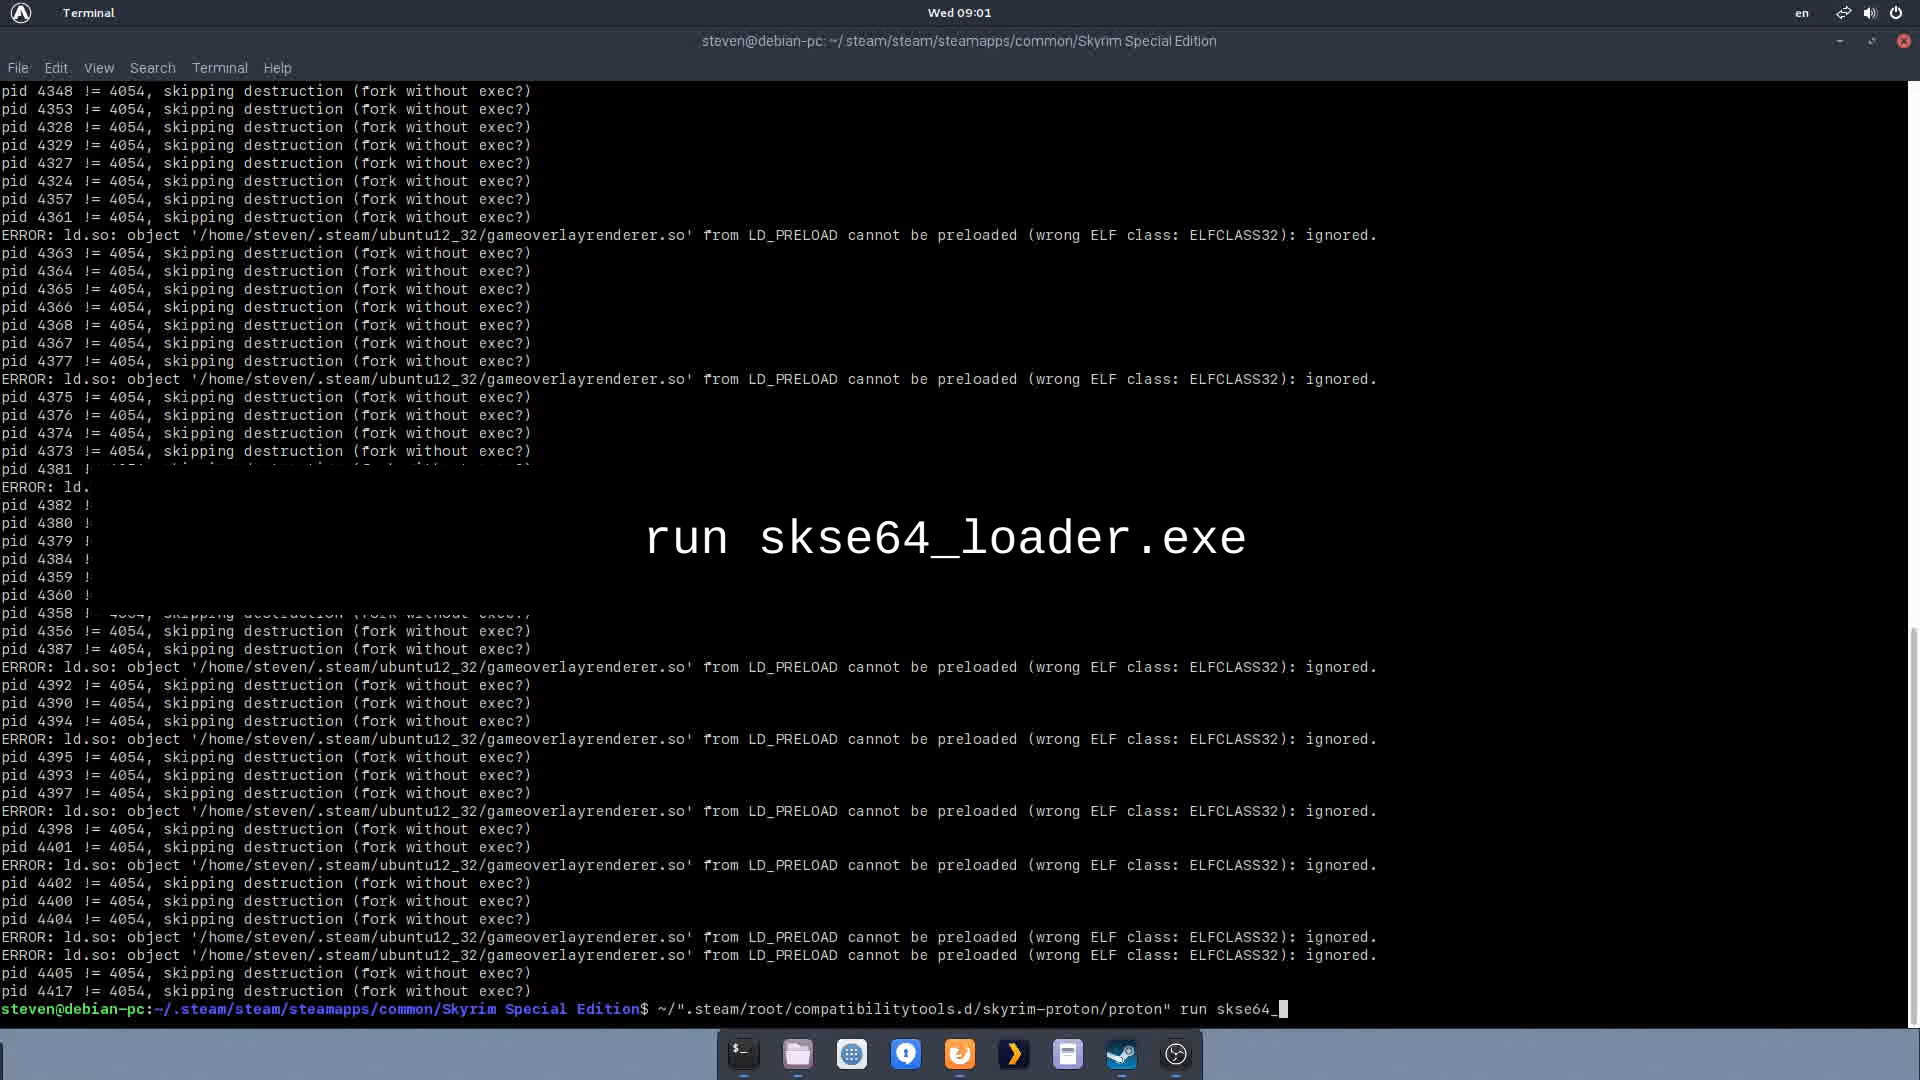 Terminal
Wed 09:01
en
steven@debian-pc: ~/.steam/steam/steamapps/common/Skyrim Special Edition
File Edit View Search Terminal Help
pid 4348 != 4054, skipping destruction (fork without exec?)
pid 4353 != 4054, skipping destruction (fork without exec?)
pid 4328 != 4054, skipping destruction (fork without exec?)
pid 4329 != 4054, skipping destruction (fork without exec?)
pid 4327 != 4054, skipping destruction (fork without exec?)
pid 4324 != 4054, skipping destruction (fork without exec?)
pid 4357 != 4054, skipping destruction (fork without exec?)
pid 4361 != 4054, skipping destruction (fork without exec?)
ERROR: ld.so: object '/home/steven/.steam/ubuntu12_32/gameoverlayrenderer.so' from LD_PRELOAD cannot be preloaded (wrong ELF class: ELFCLASS32): ignored.
pid 4363 != 4054, skipping destruction (fork without exec?)
pid 4364 != 4054, skipping destruction (fork without exec?)
pid 4365 != 4054, skipping destruction (fork without exec?)
pid 4366 != 4054, skipping destruction (fork without exec?)
pid 4368 != 4054, skipping destruction (fork without exec?)
pid 4367 != 4054, skipping destruction (fork without exec?)
pid 4377 != 4054, skipping destruction (fork without exec?)
ERROR: ld.so: object '/home/steven/.steam/ubuntu12_32/gameoverlayrenderer.so' from LD_PRELOAD cannot be preloaded (wrong ELF class: ELFCLASS32): ignored.
pid 4375 != 4054, skipping destruction (fork without exec?)
pid 4376 != 4054, skipping destruction (fork without exec?)
pid 4374 != 4054, skipping destruction (fork without exec?)
pid 4373 != 4054, skipping destruction (fork without exec?)
pid 4381 !
ERROR: ld.
pid 4382 !
pid 4380 !
run skse64_loader.exe
pid 4379 !
pid 4384 !
pid 4359 !
pid 4360 !
pid 4358 !
pid 4356 != 4054, skipping destruction (fork without exec?)
pid 4387 != 4054, skipping destruction (fork without exec?)
ERROR: ld.so: object '/home/steven/.steam/ubuntu12_32/gameoverlayrenderer.so' from LD_PRELOAD cannot be preloaded (wrong ELF class: ELFCLASS32): ignored.
pid 4392 != 4054, skipping destruction (fork without exec?)
pid 4390 != 4054, skipping destruction (fork without exec?)
pid 4394 != 4054, skipping destruction (fork without exec?)
ERROR: ld.so: object '/home/steven/.steam/ubuntu12_32/gameoverlayrenderer.so' from LD_PRELOAD cannot be preloaded (wrong ELF class: ELFCLASS32): ignored.
pid 4395 != 4054, skipping destruction (fork without exec?)
pid 4393 != 4054, skipping destruction (fork without exec?)
pid 4397 != 4054, skipping destruction (fork without exec?)
ERROR: ld.so: object '/home/steven/.steam/ubuntu12_32/gameoverlayrenderer.so' from LD_PRELOAD cannot be preloaded (wrong ELF class: ELFCLASS32): ignored.
pid 4398 != 4054, skipping destruction (fork without exec?)
pid 4401 != 4054, skipping destruction (fork without exec?)
ERROR: ld.so: object '/home/steven/.steam/ubuntu12_32/gameoverlayrenderer.so' from LD_PRELOAD cannot be preloaded (wrong ELF class: ELFCLASS32): ignored.
pid 4402 != 4054, skipping destruction (fork without exec?)
pid 4400 != 4054, skipping destruction (fork without exec?)
pid 4404 != 4054, skipping destruction (fork without exec?)
ERROR: ld.so: object '/home/steven/.steam/ubuntu12_32/gameoverlayrenderer.so' from LD_PRELOAD cannot be preloaded (wrong ELF class: ELFCLASS32): ignored.
ERROR: ld.so: object '/home/steven/.steam/ubuntu12_32/gameoverlayrenderer.so' from LD_PRELOAD cannot be preloaded (wrong ELF class: ELFCLASS32): ignored.
pid 4405 != 4054, skipping destruction (fork without exec?)
pid 4417 != 4054, skipping destruction (fork without exec?)
steven@debian-pc:~/.steam/steam/steamapps/common/Skyrim Special Edition$ ~/".steam/root/compatibilitytools.d/skyrim-proton/proton" run skse64_